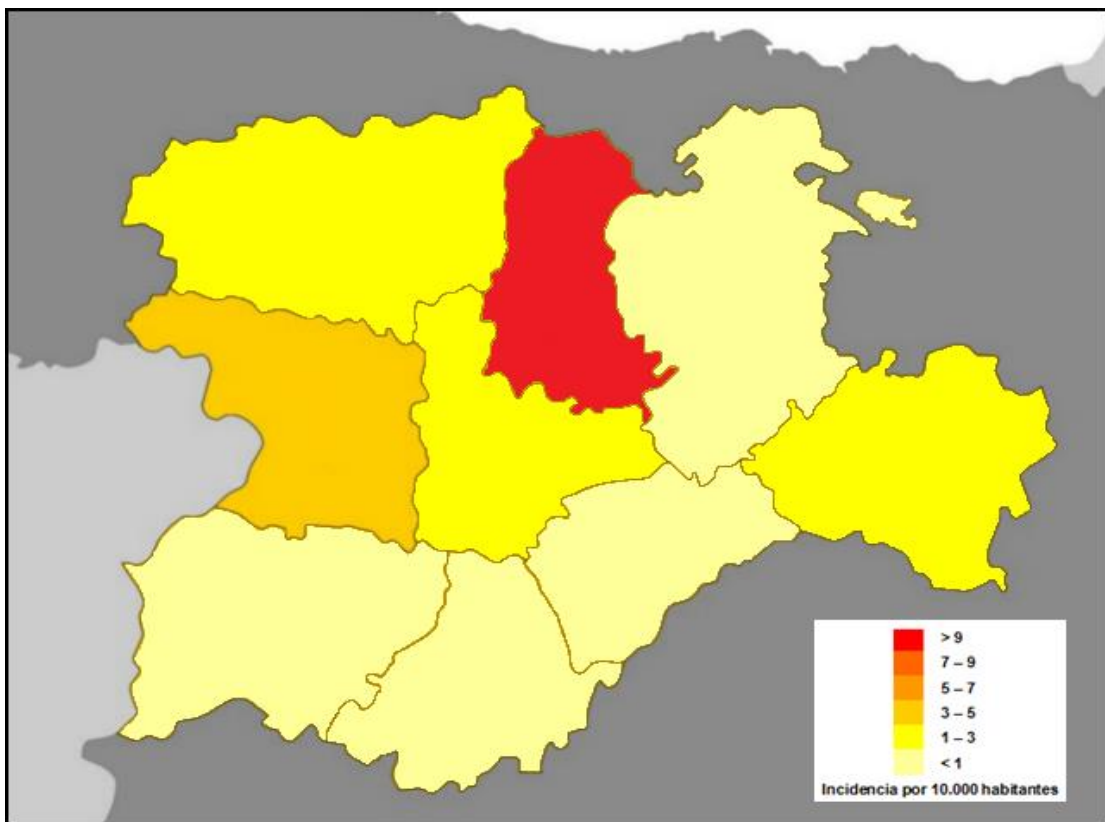 > 9
7 – 9
5 – 7
3 – 5
1 – 3
< 1
Incidencia por 10.000 habitantes